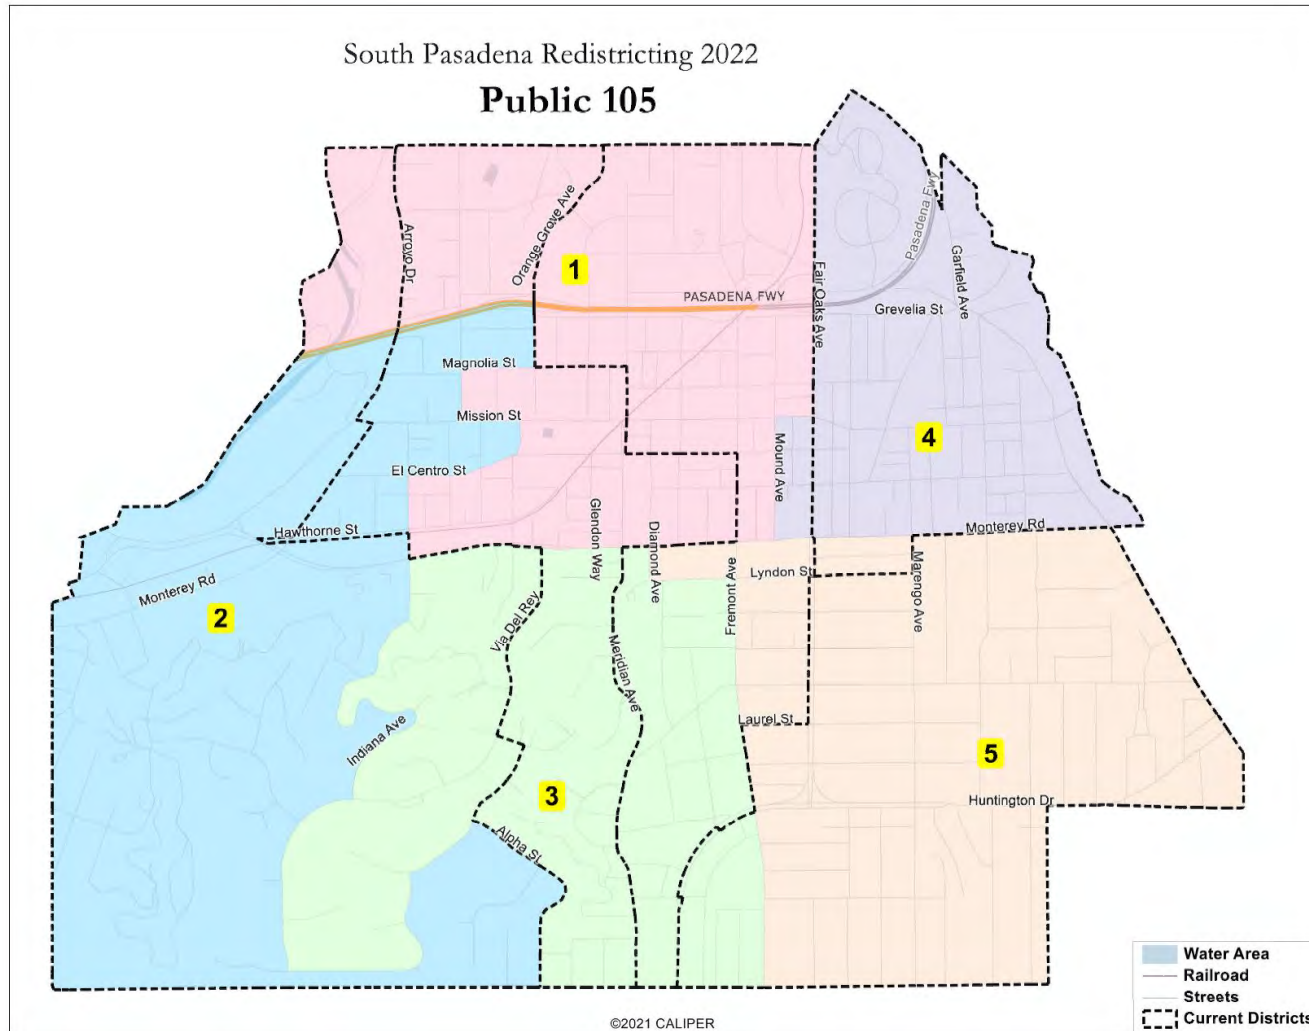 South Pasadena Redistricting 2022
Public 105
Orange Grove Ave
Arroyo Dr
1
PASADENA FWY
Pasadena Fwy
Fair Oaks Ave
Garfield Ave
Grevelia St
Magnolia St
Mission St
El Centro St
Mound Ave
4
Hawthorne St
Glendon Way
Diamond Ave
Monterey Rd
Monterey Rd
2
Via Del Rey
Meridian Ave
Fremont Ave
Lyndon St
Marengo Ave
Indiana Ave
Laurel St
3
5
Huntington Dr
Alpha St
Water Area
Railroad
Streets
Current Districts
©2021 CALIPER